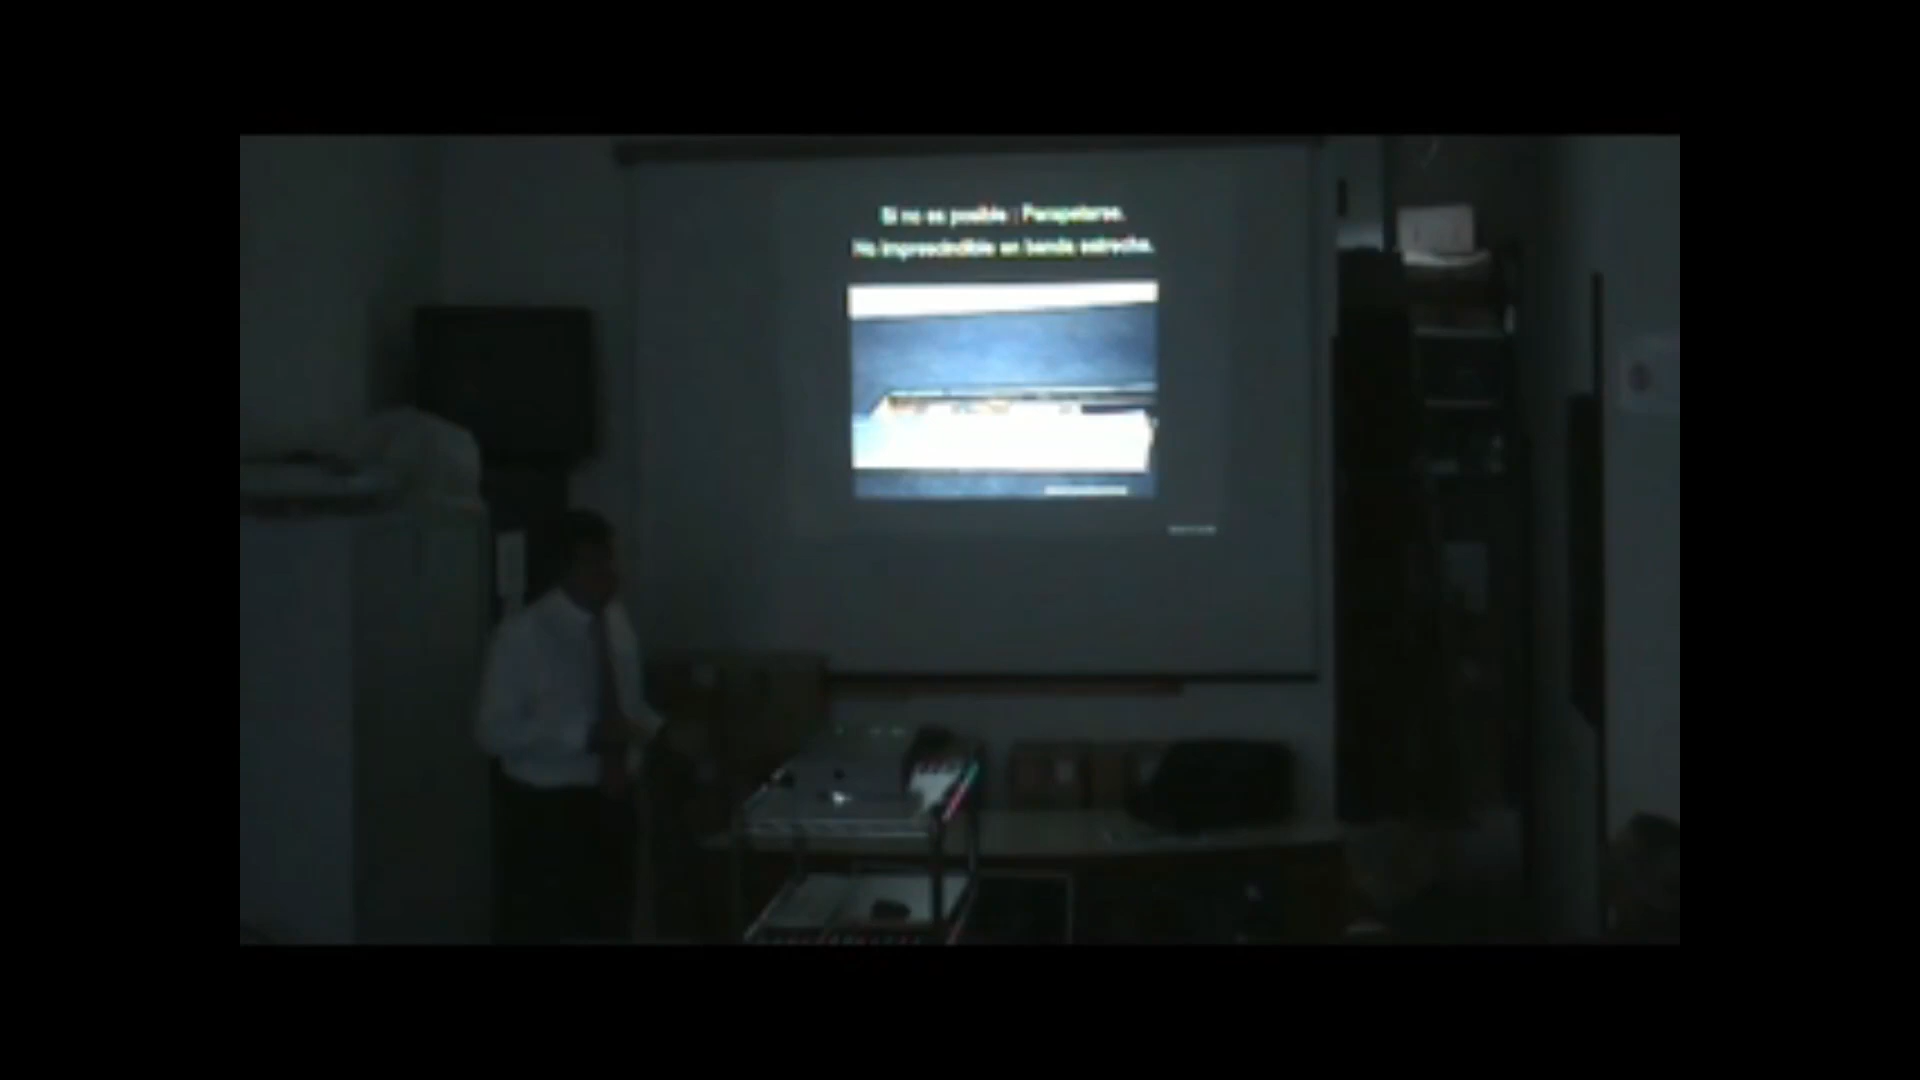 Si no es posible : Parapetarse.
No imprescindible en banda estrecha.